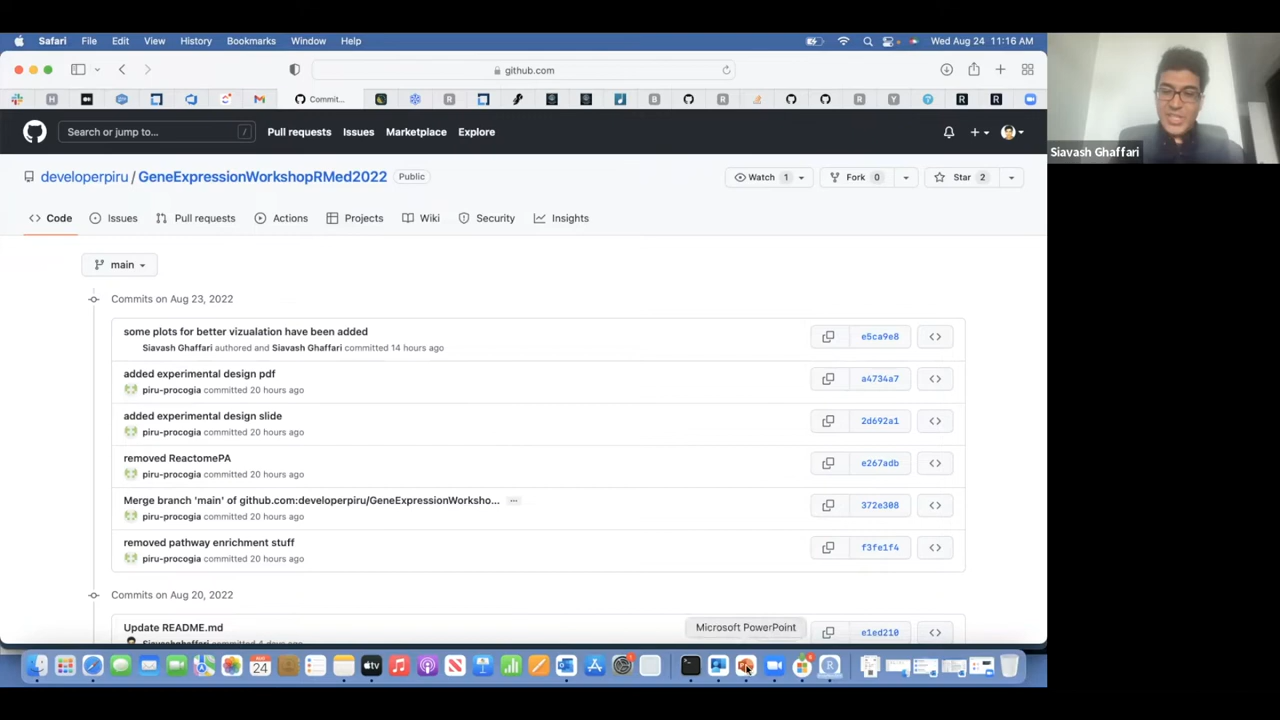 Safari File Edit View History Bookmarks Window Help Wed Aug 24 11:16 AM
github.com
Commit...
Search or jump to... / Pull requests Issues Marketplace Explore
developerpiru / GeneExpressionWorkshopRMed2022 Public Watch 1 Fork 0 Star 2
Code Issues Pull requests Actions Projects Wiki Security Insights
main
Commits on Aug 23, 2022
some plots for better vizualation have been added
Siavash Ghaffari authored and Siavash Ghaffari committed 14 hours ago
e5ca9e8
added experimental design pdf
piru-procogia committed 20 hours ago
a4734a7
added experimental design slide
piru-procogia committed 20 hours ago
2d692a1
removed ReactomePA
piru-procogia committed 20 hours ago
e267adb
Merge branch 'main' of github.com:developerpiru/GeneExpressionWorksho... ...
piru-procogia committed 20 hours ago
372e308
removed pathway enrichment stuff
piru-procogia committed 20 hours ago
f3fe1f4
Commits on Aug 20, 2022
Update README.md
e1ed210
Microsoft PowerPoint
Siavash Ghaffari